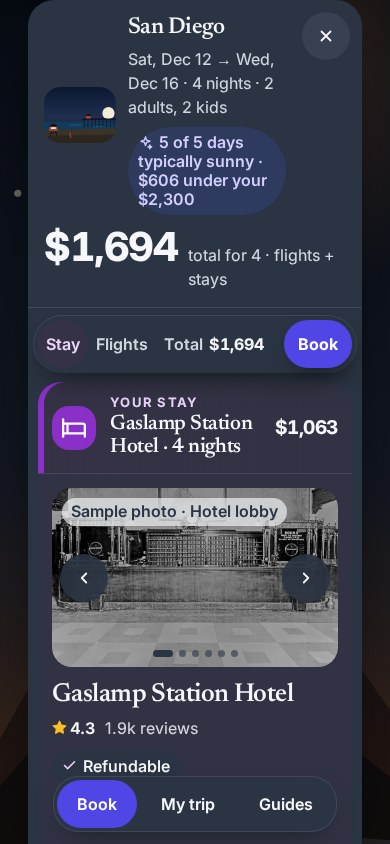 San Diego
Sat, Dec 12 → Wed,
Dec 16 · 4 nights · 2
adults, 2 kids
5 of 5 days
typically sunny ·
$606 under your
$2,300
$1,694 total for 4 · flights +
stays
Stay Flights Total $1,694 Book
YOUR STAY
Gaslamp Station
Hotel · 4 nights
$1,063
Sample photo · Hotel lobby
Gaslamp Station Hotel
4.3 1.9k reviews
Refundable
Book My trip Guides